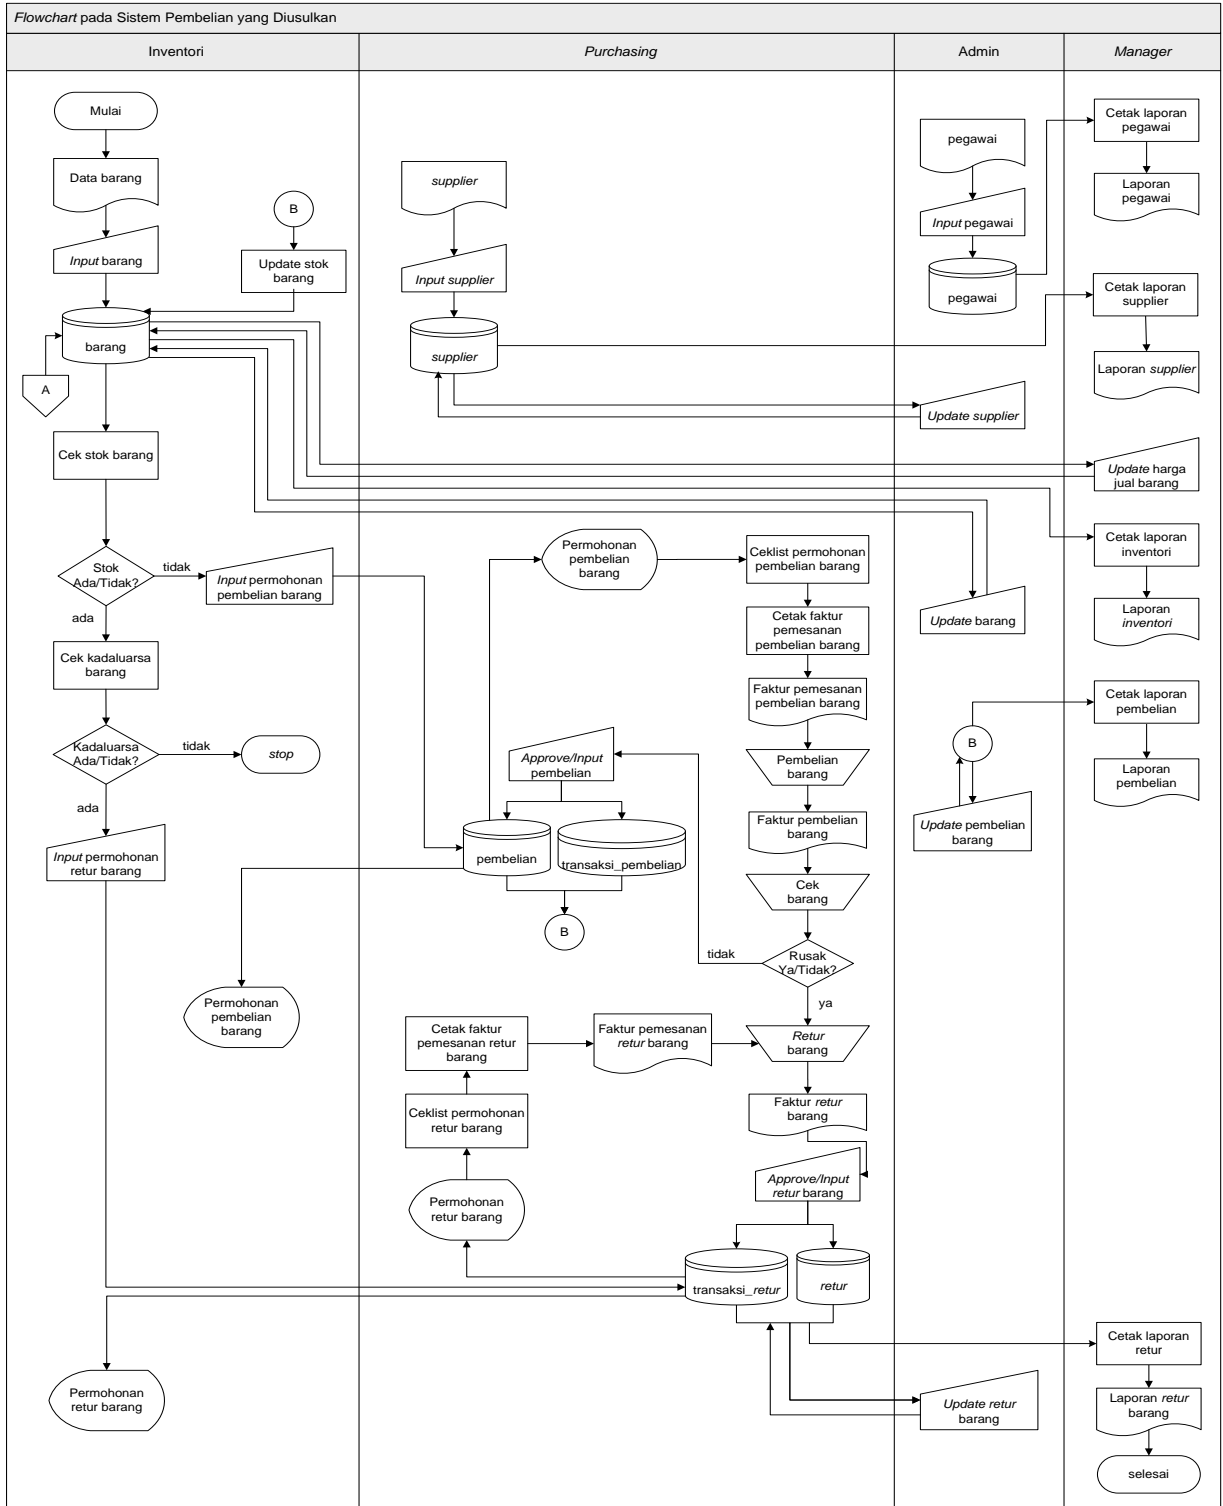 Flowchart pada Sistem Pembelian yang Diusulkan
Inventori
Purchasing
Admin
Manager
Mulai
Data barang
Input barang
B
Update stok
barang
barang
A
Cek stok barang
Stok
Ada/Tidak?
tidak
ada
Input permohonan
pembelian barang
Cek kadaluarsa
barang
Kadaluarsa
Ada/Tidak?
tidak
stop
ada
Input permohonan
retur barang
Permohonan
pembelian
barang
Permohonan
retur barang
supplier
Input supplier
supplier
Permohonan
pembelian
barang
Ceklist permohonan
pembelian barang
Cetak faktur
pemesanan
pembelian barang
Faktur pemesanan
pembelian barang
Pembelian
barang
Faktur pembelian
barang
Cek
barang
Rusak
Ya/Tidak?
tidak
ya
Approve/Input
pembelian
pembelian
transaksi_pembelian
B
Cetak faktur
pemesanan retur
barang
Faktur pemesanan
retur barang
Retur
barang
Ceklist permohonan
retur barang
Faktur retur
barang
Permohonan
retur barang
Approve/Input
retur barang
transaksi_retur
retur
pegawai
Input pegawai
pegawai
Update supplier
Update barang
B
Update pembelian
barang
Update retur
barang
Cetak laporan
pegawai
Laporan
pegawai
Cetak laporan
supplier
Laporan supplier
Update harga
jual barang
Cetak laporan
inventori
Laporan
inventori
Cetak laporan
pembelian
Laporan
pembelian
Cetak laporan
retur
Laporan retur
barang
selesai